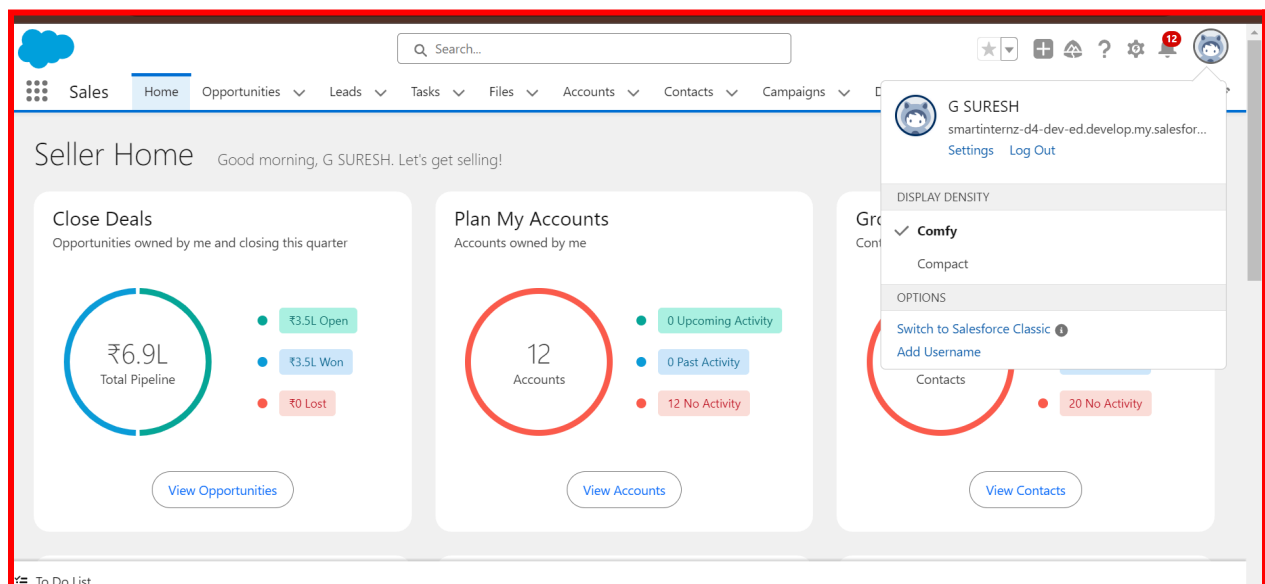 Search...
12
Sales Home Opportunities Leads Tasks Files Accounts Contacts Campaigns
G SURESH
smartinternz-d4-dev-ed.develop.my.salesfor...
Settings Log Out
DISPLAY DENSITY
Comfy
Compact
OPTIONS
Switch to Salesforce Classic
Add Username
Seller Home Good morning, G SURESH. Let's get selling!
Close Deals
Opportunities owned by me and closing this quarter
₹6.9L
Total Pipeline
₹3.5L Open
₹3.5L Won
₹0 Lost
View Opportunities
Plan My Accounts
Accounts owned by me
12
Accounts
0 Upcoming Activity
0 Past Activity
12 No Activity
View Accounts
Contacts
20 No Activity
View Contacts
To Do List